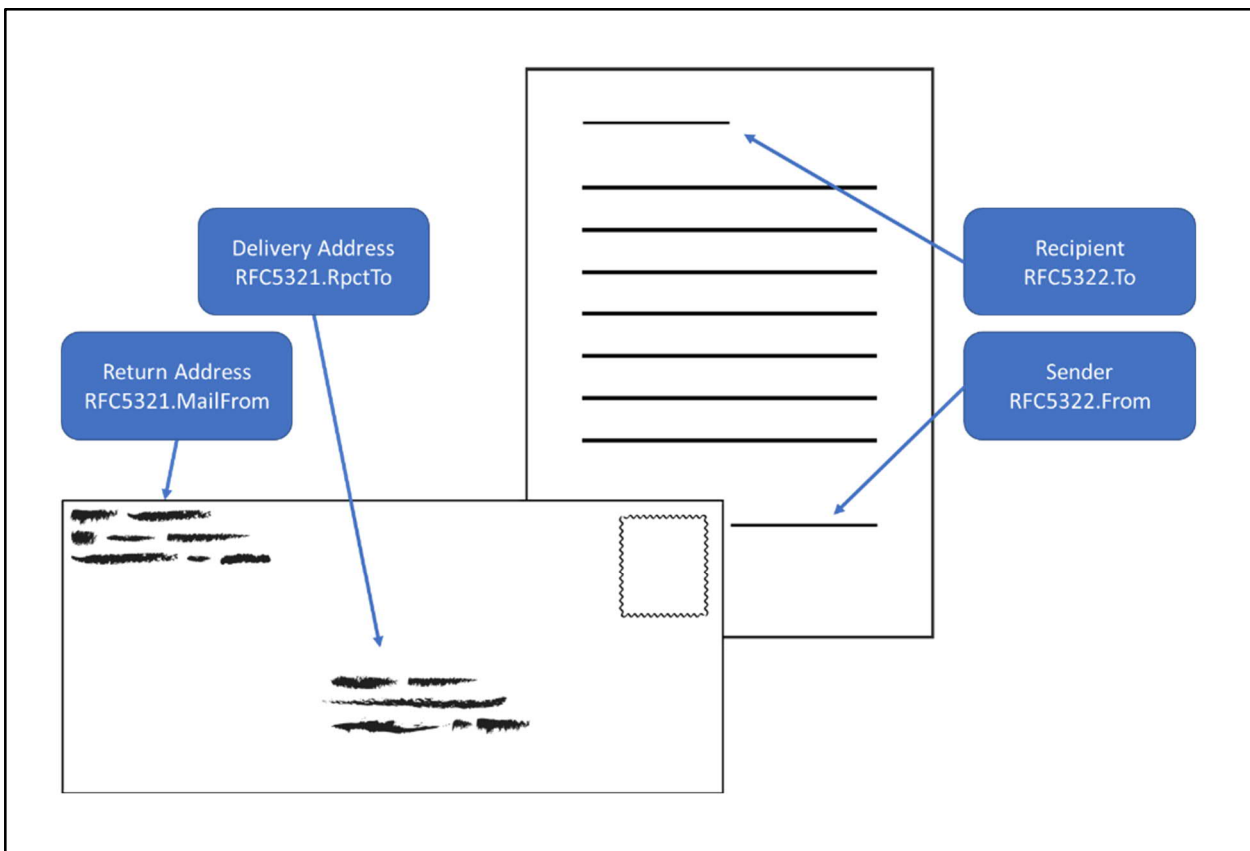 Delivery Address
RFC5321.RpctTo
Return Address
RFC5321.MailFrom
Recipient
RFC5322.To
Sender
RFC5322.From